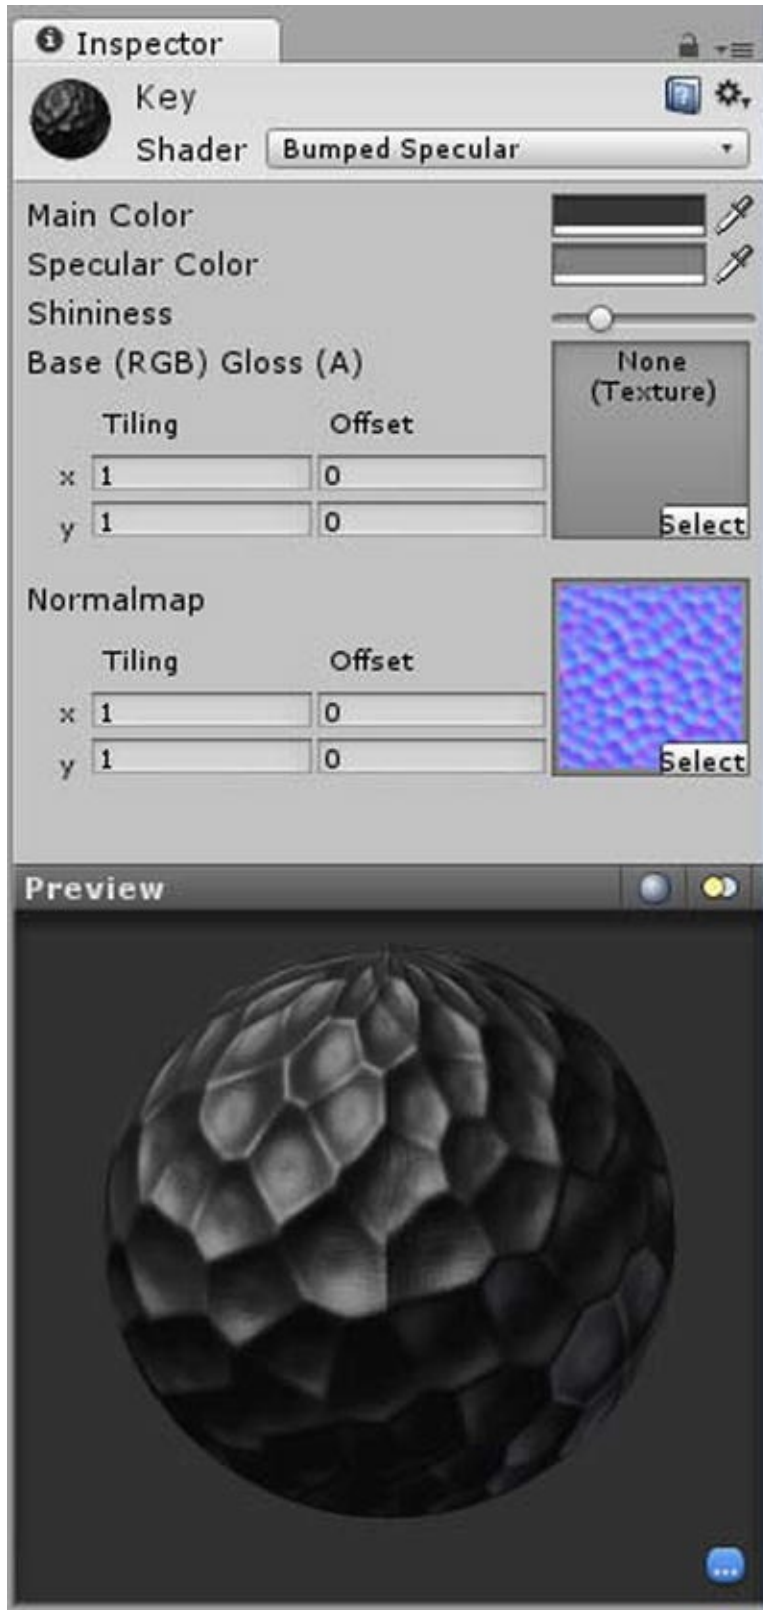 Inspector
Key
Shader Bumped Specular
Main Color
Specular Color
Shininess
Base (RGB) Gloss (A) None
(Texture)
Tiling Offset
x 1 0
y 1 0
Select
Normalmap
Tiling Offset
x 1 0
y 1 0
Select
Preview